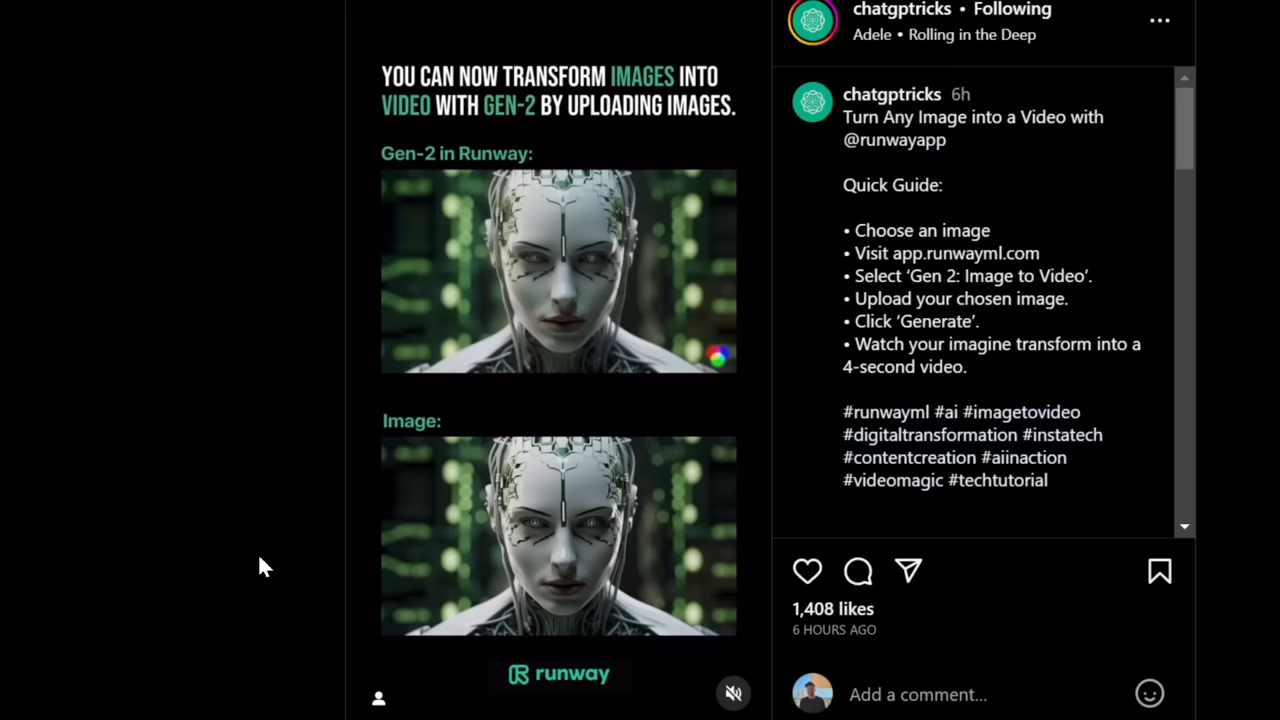 YOU CAN NOW TRANSFORM IMAGES INTO
VIDEO WITH GEN-2 BY UPLOADING IMAGES.
Gen-2 in Runway:
Image:
runway
chatgptricks • Following
Adele • Rolling in the Deep
chatgptricks 6h
Turn Any Image into a Video with
@runwayapp
Quick Guide:
• Choose an image
• Visit app.runwayml.com
• Select ‘Gen 2: Image to Video’.
• Upload your chosen image.
• Click ‘Generate’.
• Watch your imagine transform into a
4-second video.
#runwayml #ai #imagetovideo
#digitaltransformation #instatech
#contentcreation #aiinaction
#videomagic #techtutorial
1,408 likes
6 HOURS AGO
Add a comment...